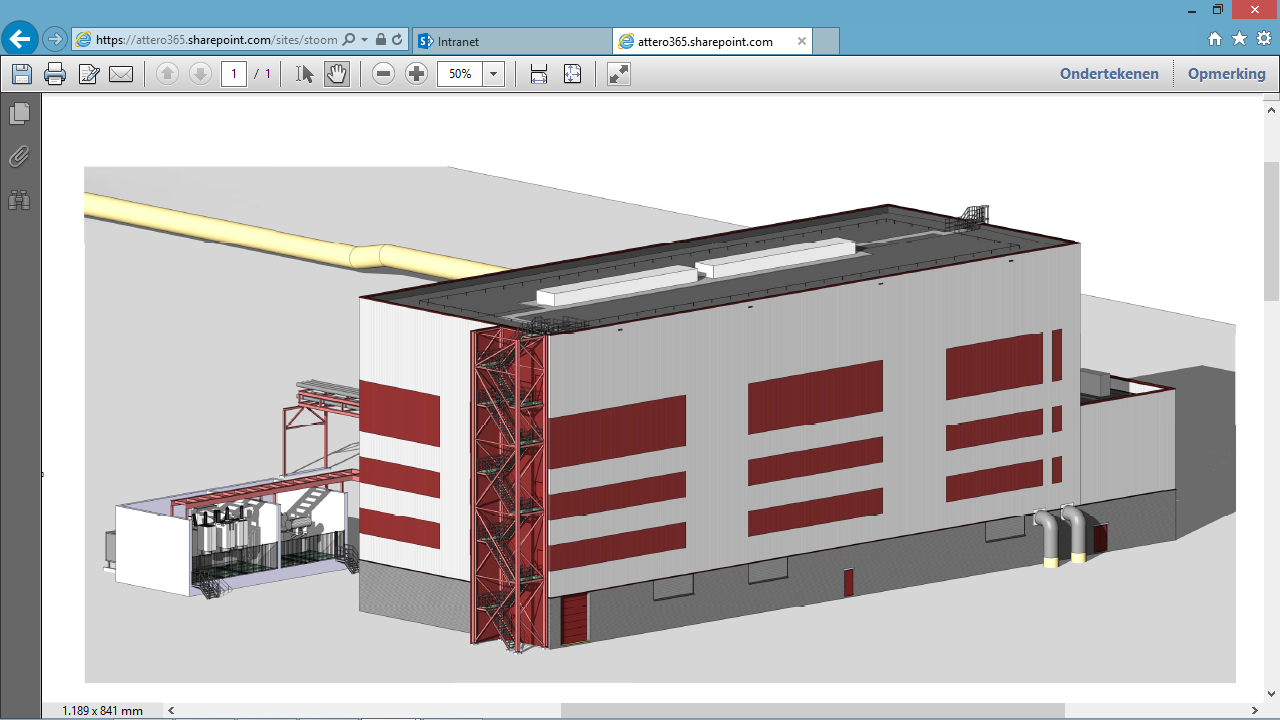 https://attero365.sharepoint.com/sites/stoom
Intranet
attero365.sharepoint.com
1 / 1
50%
Ondertekenen
Opmerking
1.189 x 841 mm